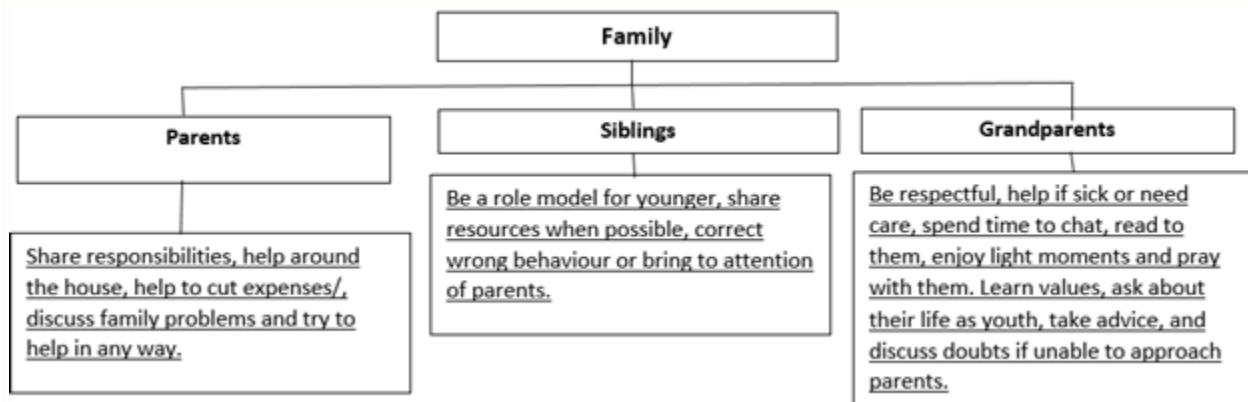 Family
Parents
Siblings
Grandparents
Share responsibilities, help around
the house, help to cut expenses/,
discuss family problems and try to
help in any way.
Be a role model for younger, share
resources when possible, correct
wrong behaviour or bring to attention
of parents.
Be respectful, help if sick or need
care, spend time to chat, read to
them, enjoy light moments and pray
with them. Learn values, ask about
their life as youth, take advice, and
discuss doubts if unable to approach
parents.